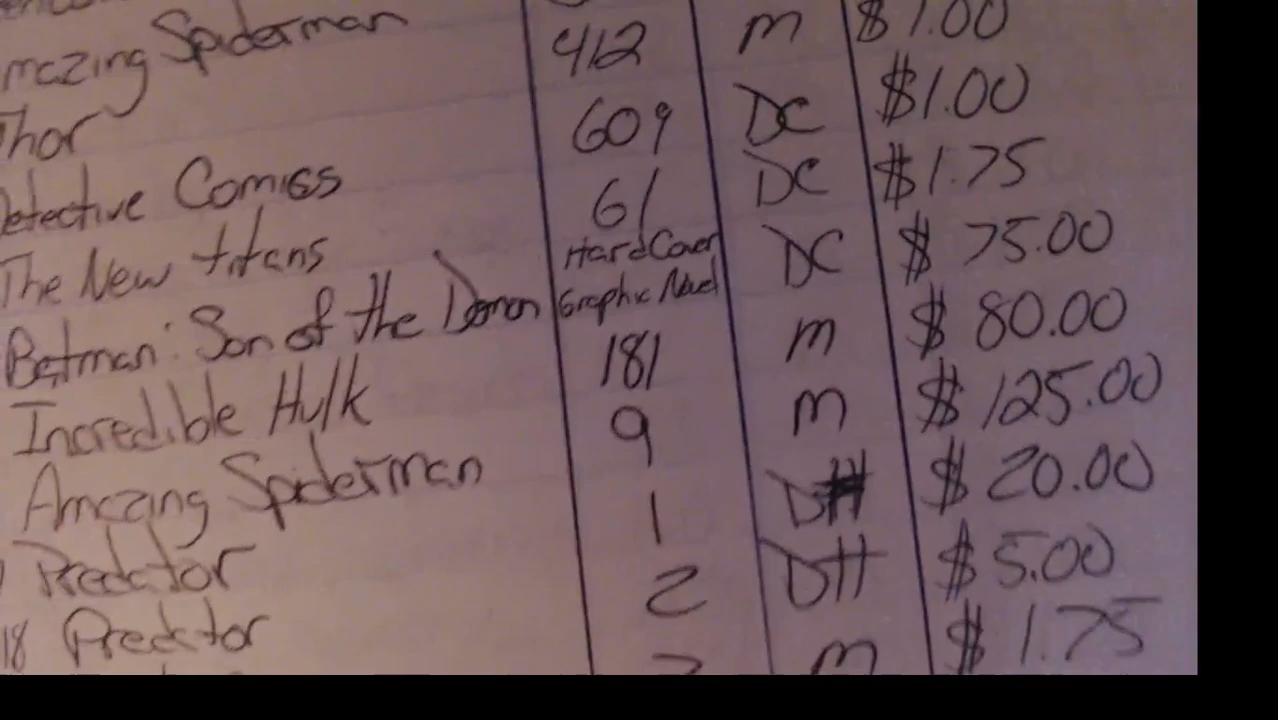 mazing Spiderman
Thor 412 M $1.00
Detective Comics 609 DC $1.00
The New Titans 61 DC $1.75
Batman: Son of the Demon HardCover Graphic Novel DC $75.00
Incredible Hulk 181 M $80.00
Amazing Spiderman 9 M $125.00
Predator 1 DH $20.00
18 Predator 2 DH $5.00
M $1.75